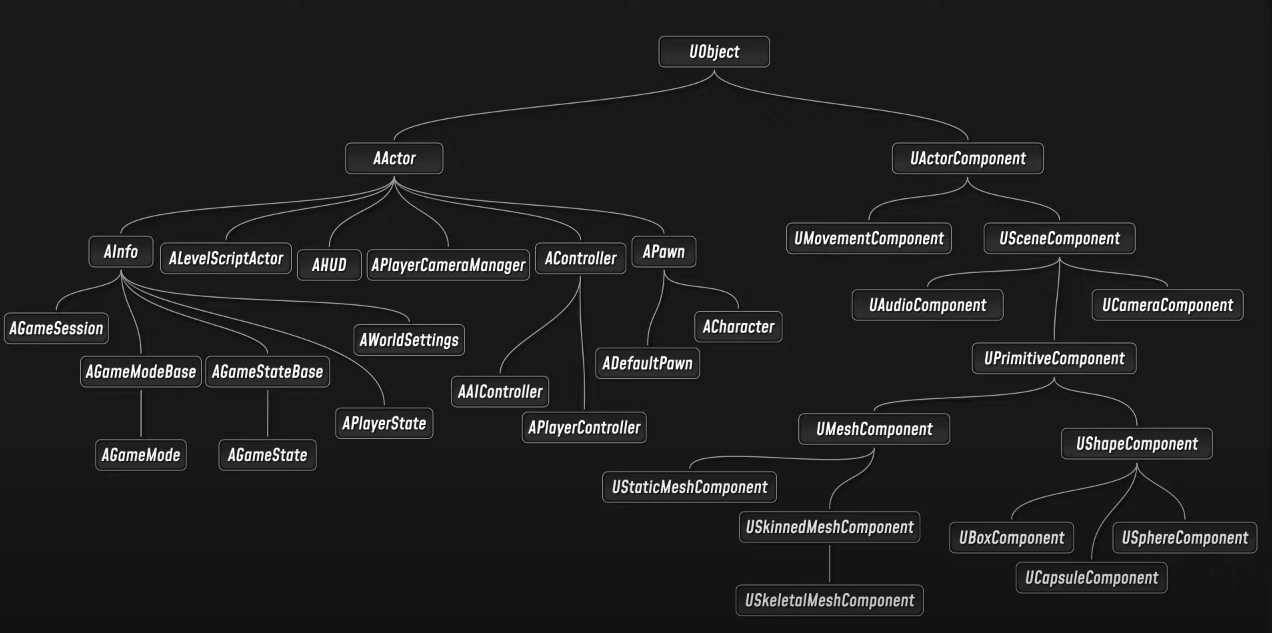 UObject
AActor
UActorComponent
AInfo
ALevelScriptActor
AHUD
APlayerCameraManager
AController
APawn
UMovementComponent
USceneComponent
AGameSession
AWorldSettings
ACharacter
UAudioComponent
UCameraComponent
AGameModeBase
AGameStateBase
ADefaultPawn
UPrimitiveComponent
AAIController
APlayerState
APlayerController
UMeshComponent
UShapeComponent
AGameMode
AGameState
UStaticMeshComponent
USkinnedMeshComponent
UBoxComponent
USphereComponent
UCapsuleComponent
USkeletalMeshComponent